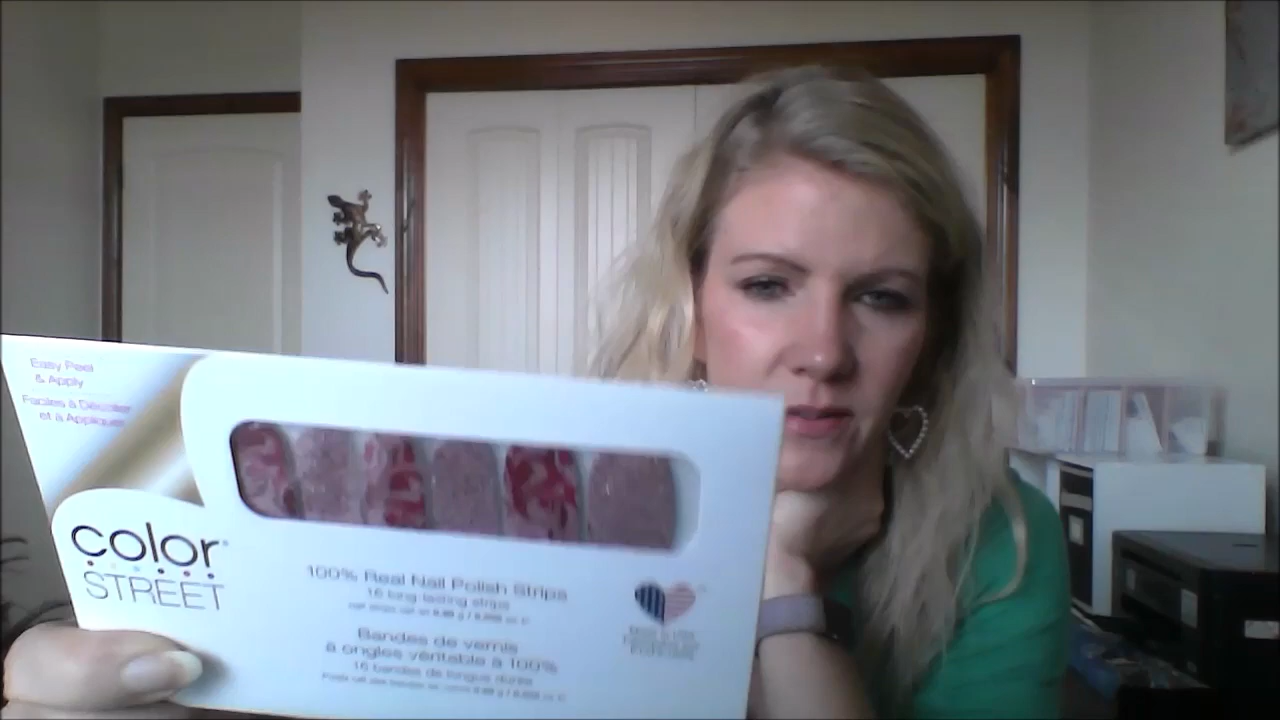 Easy Peel
& Apply
Faciles à Décoller
et à Appliquer
color
STREET
100% Real Nail Polish Strips
16 long lasting strips
Bandes de vernis
à ongles véritable à 100%
16 bandes de longue durée